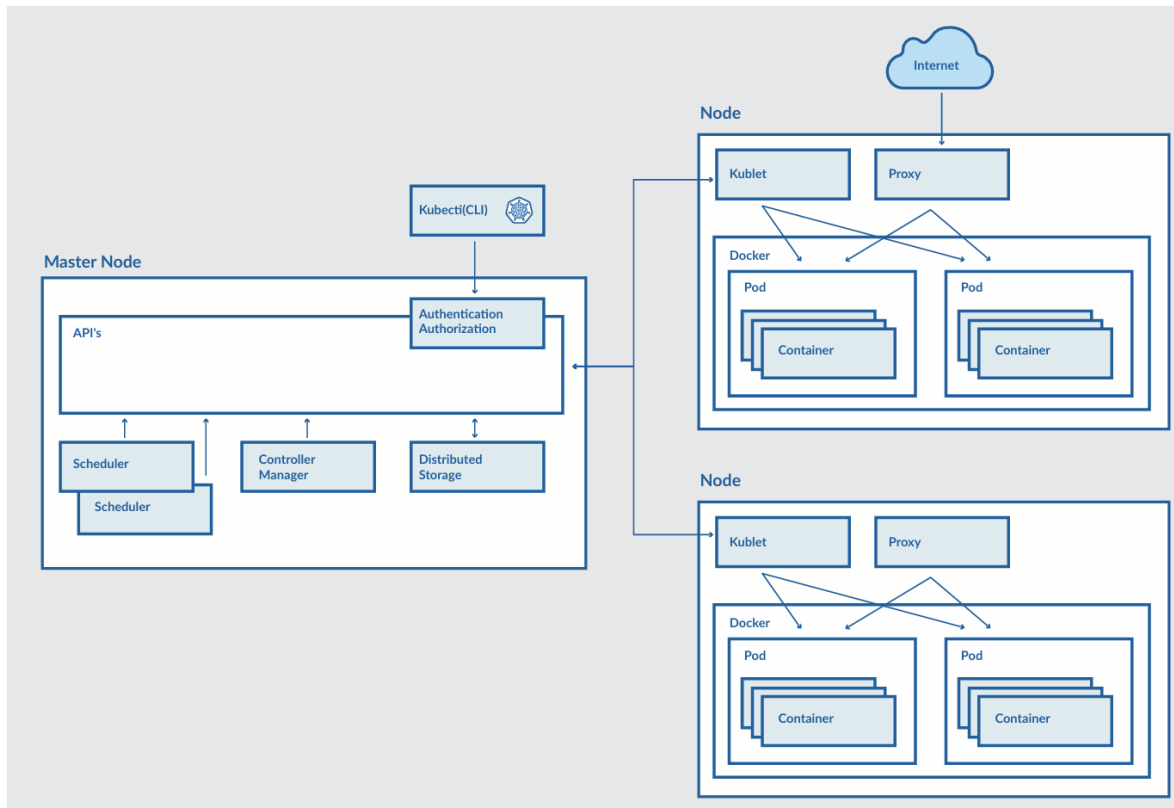 Internet
Node
Kublet
Proxy
Docker
Pod
Container
Pod
Container
Kubecti(CLI)
Master Node
Authentication
Authorization
API's
Scheduler
Scheduler
Controller
Manager
Distributed
Storage
Node
Kublet
Proxy
Docker
Pod
Container
Pod
Container